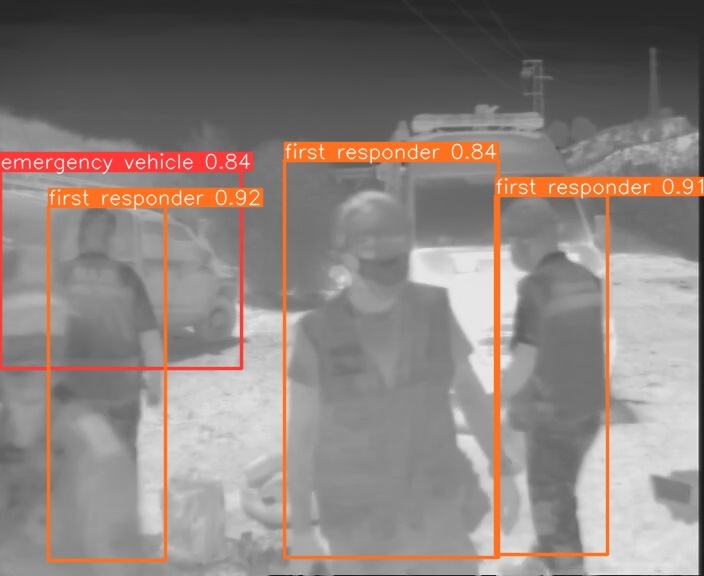 emergency vehicle 0.84
first responder 0.92
first responder 0.84
first responder 0.91